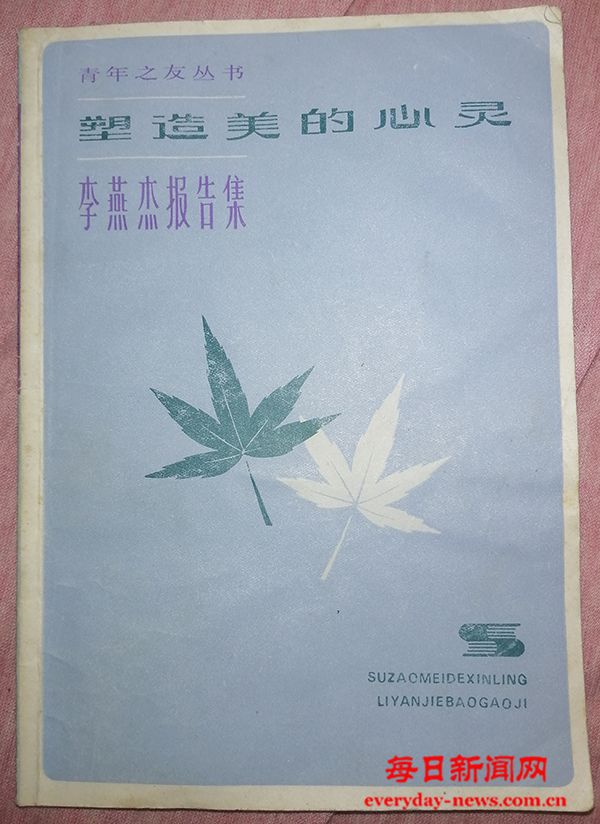 青年之友丛书
塑造美的心灵
李燕杰报告集
SUZAOMEIDEXINLING
LIYANJIEBAOGAOJI
每日新闻网
everyday-news.com.cn